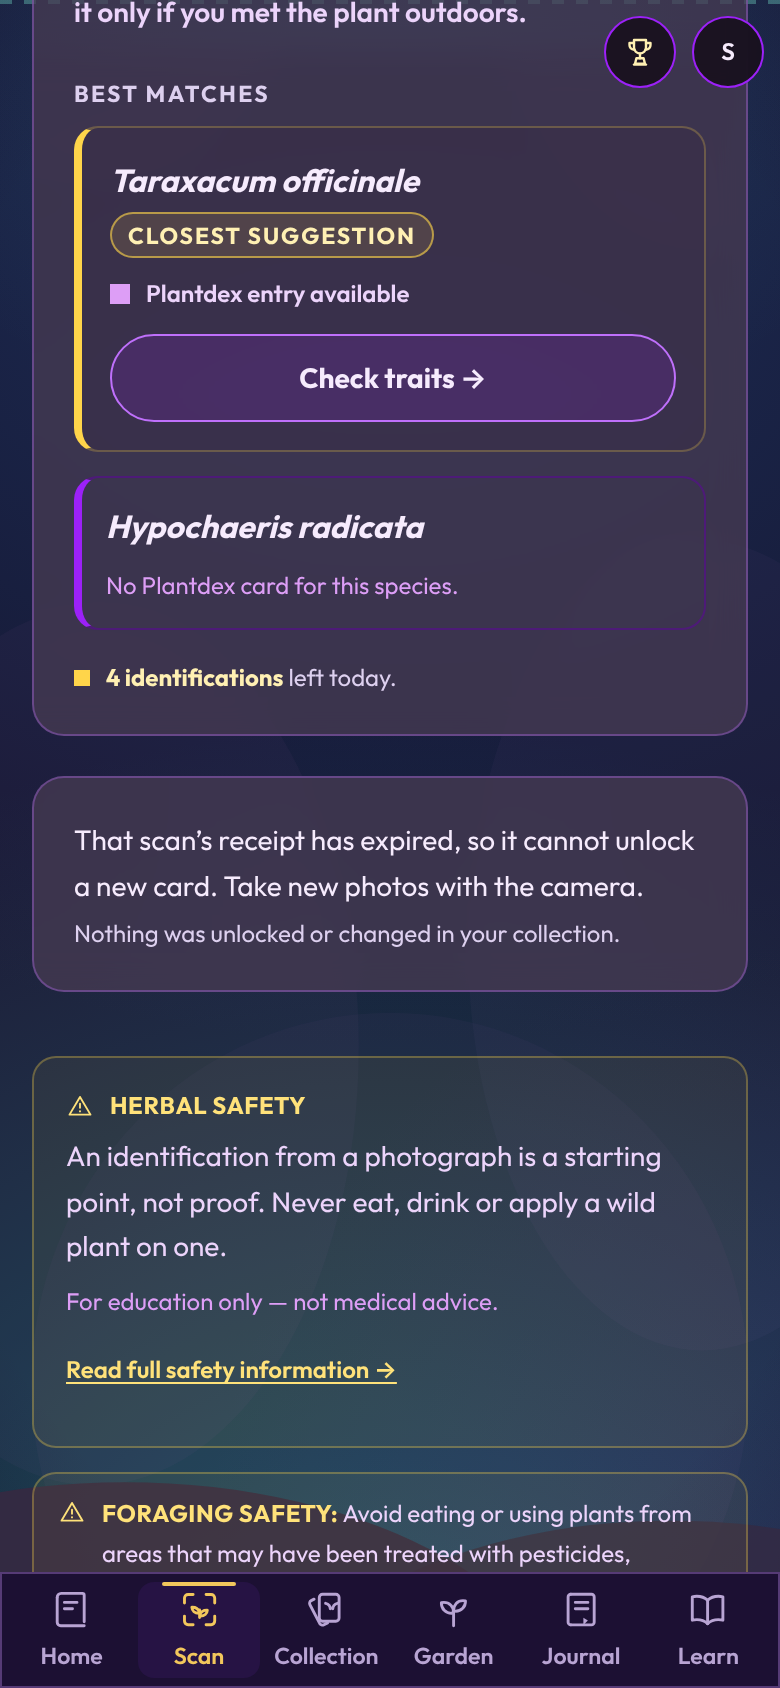 it only if you met the plant outdoors.
S
BEST MATCHES
Taraxacum officinale
CLOSEST SUGGESTION
Plantdex entry available
Check traits →
Hypochaeris radicata
No Plantdex card for this species.
4 identifications left today.
That scan’s receipt has expired, so it cannot unlock
a new card. Take new photos with the camera.
Nothing was unlocked or changed in your collection.
HERBAL SAFETY
An identification from a photograph is a starting
point, not proof. Never eat, drink or apply a wild
plant on one.
For education only — not medical advice.
Read full safety information →
FORAGING SAFETY: Avoid eating or using plants from
areas that may have been treated with pesticides,
Home
Scan
Collection
Garden
Journal
Learn